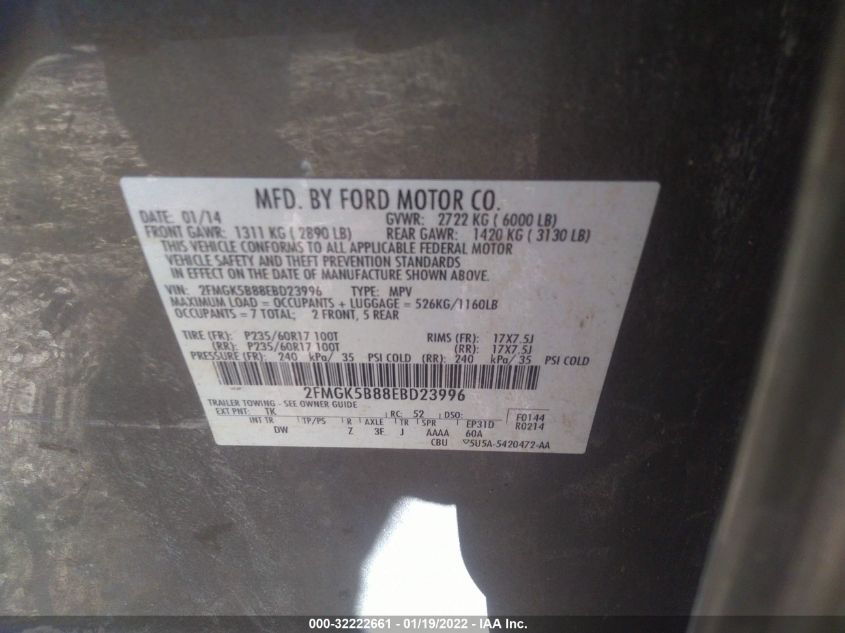 MFD. BY FORD MOTOR CO.
DATE: 01/14 GVWR: 2722 KG ( 6000 LB)
FRONT GAWR: 1311 KG ( 2890 LB) REAR GAWR: 1420 KG ( 3130 LB)
THIS VEHICLE CONFORMS TO ALL APPLICABLE FEDERAL MOTOR
VEHICLE SAFETY AND THEFT PREVENTION STANDARDS
IN EFFECT ON THE DATE OF MANUFACTURE SHOWN ABOVE.
VIN: 2FMGK5B88EBD23996 TYPE: MPV
MAXIMUM LOAD = OCCUPANTS + LUGGAGE = 526KG/1160LB
OCCUPANTS = 7 TOTAL; 2 FRONT, 5 REAR
TIRE (FR): P235/60R17 100T RIMS (FR): 17X7.5J
(RR): P235/60R17 100T (RR): 17X7.5J
PRESSURE (FR): 240 kPa/ 35 PSI COLD (RR): 240 kPa/ 35 PSI COLD
2FMGK5B88EBD23996
TRAILER TOWING - SEE OWNER GUIDE
EXT PNT: TK RC: 52 DSO: F0144
INT TR TP/PS R AXLE TR SPR EP31D R0214
DW Z 3F J AAAA 60A
CBU 5U5A-5420472-AA
000-32222661 - 01/19/2022 - IAA Inc.